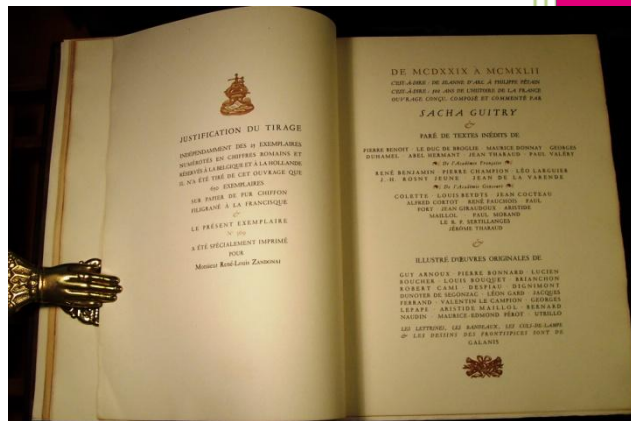 JUSTIFICATION DU TIRAGE
INDÉPENDAMMENT DES EXEMPLAIRES
NUMÉROTÉS EN CHIFFRES ROMAINS ET
RÉSERVÉS A LA BELGIQUE ET A LA HOLLANDE
IL N'A ÉTÉ TIRÉ DE CET OUVRAGE QUE
EXEMPLAIRES
SUR PAPIER DE PUR CHIFFON
FILIGRANÉ A LA FRANCISQUE
&
LE PRÉSENT EXEMPLAIRE
N°
A ÉTÉ SPÉCIALEMENT IMPRIMÉ
POUR
Monsieur René-Louis
DE MCDXXIX A MCMXLII
C'EST-A-DIRE : DE JEANNE D'ARC A PHILIPPE PÉTAIN
C'EST-A-DIRE : 500 ANS DE L'HISTOIRE DE LA FRANCE
OUVRAGE CONÇU, COMPOSÉ ET COMMENTÉ PAR
SACHA GUITRY
&
PARÉ DE TEXTES INÉDITS DE
PIERRE BENOIT · LE DUC DE BROGLIE · MAURICE DONNAY · GEORGES
DUHAMEL · ABEL HERMANT · JEAN THARAUD · PAUL VALÉRY
De l'Académie Française
RENÉ BENJAMIN · PIERRE CHAMPION · LÉO LARGUIER
J. H. ROSNY JEUNE · JEAN DE LA VARENDE
De l'Académie Goncourt
COLETTE · LOUIS BEYDTS · JEAN COCTEAU
ALFRED CORTOT · RENÉ FAUCHOIS · PAUL
FORT · JEAN GIRAUDOUX · ARISTIDE
MAILLOL · PAUL MORAND
LE R. P. SERTILLANGES
JÉRÔME THARAUD
&
ILLUSTRÉ D'ŒUVRES ORIGINALES DE
GUY ARNOUX · PIERRE BONNARD · LUCIEN
BOUCHER · LOUIS BOUQUET · BRIANCHON
ROBERT CAMI · DESPIAU · DIGNIMONT
DUNOYER DE SEGONZAC · LÉON GARD · JACQUES
FERRAND · VALENTIN LE CAMPION · GEORGES
LEPAPE · ARISTIDE MAILLOL · BERNARD
NAUDIN · MAURICE-EDMOND PÉROT · UTRILLO
LES LETTRINES, LES BANDEAUX, LES CULS-DE-LAMPE
& LES DESSINS DES FRONTISPICES SONT DE
GALANIS